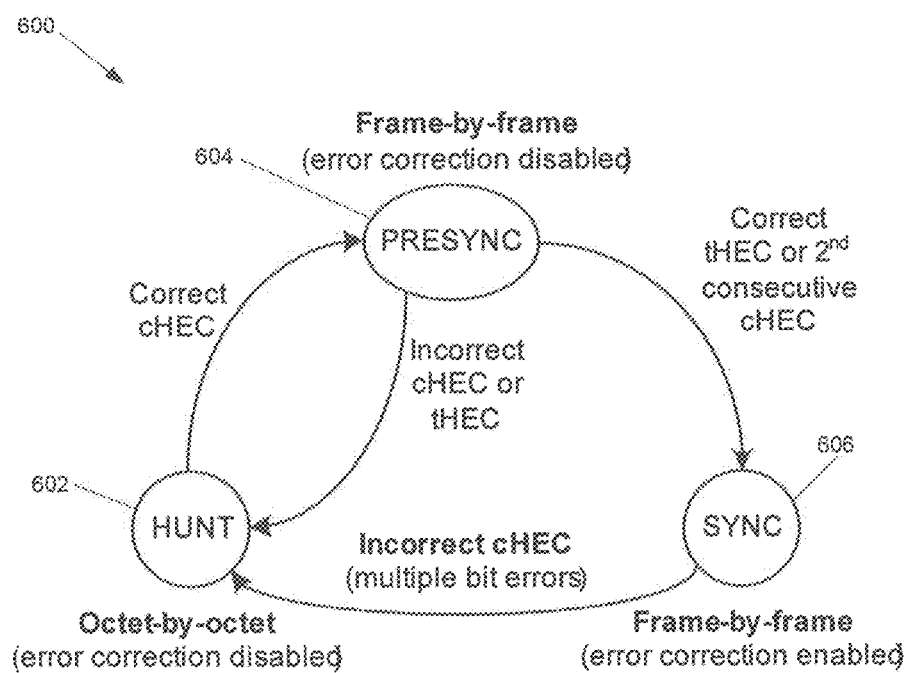 600
Frame-by-frame
(error correction disabled)
604
PRESYNC
Correct
tHEC or 2nd
consecutive
cHEC
Correct
cHEC
Incorrect
cHEC or
tHEC
602
HUNT
606
SYNC
Incorrect cHEC
(multiple bit errors)
Octet-by-octet
(error correction disabled)
Frame-by-frame
(error correction enabled)